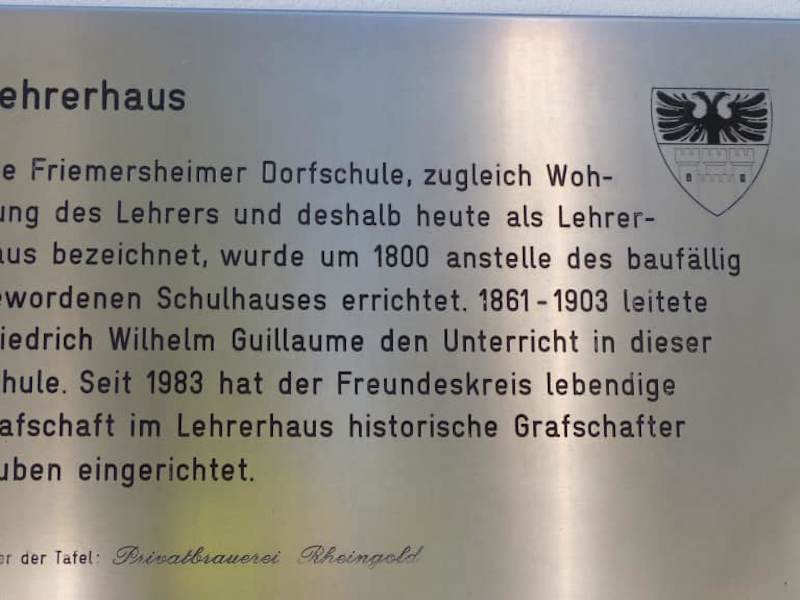 ehrerhaus
e Friemersheimer Dorfschule, zugleich Woh-
ung des Lehrers und deshalb heute als Lehrer-
aus bezeichnet, wurde um 1800 anstelle des baufällig
ewordenen Schulhauses errichtet. 1861-1903 leitete
riedrich Wilhelm Guillaume den Unterricht in dieser
chule. Seit 1983 hat der Freundeskreis lebendige
afschaft im Lehrerhaus historische Grafschafter
uben eingerichtet.
er der Tafel: Privatbrauerei Rheingold